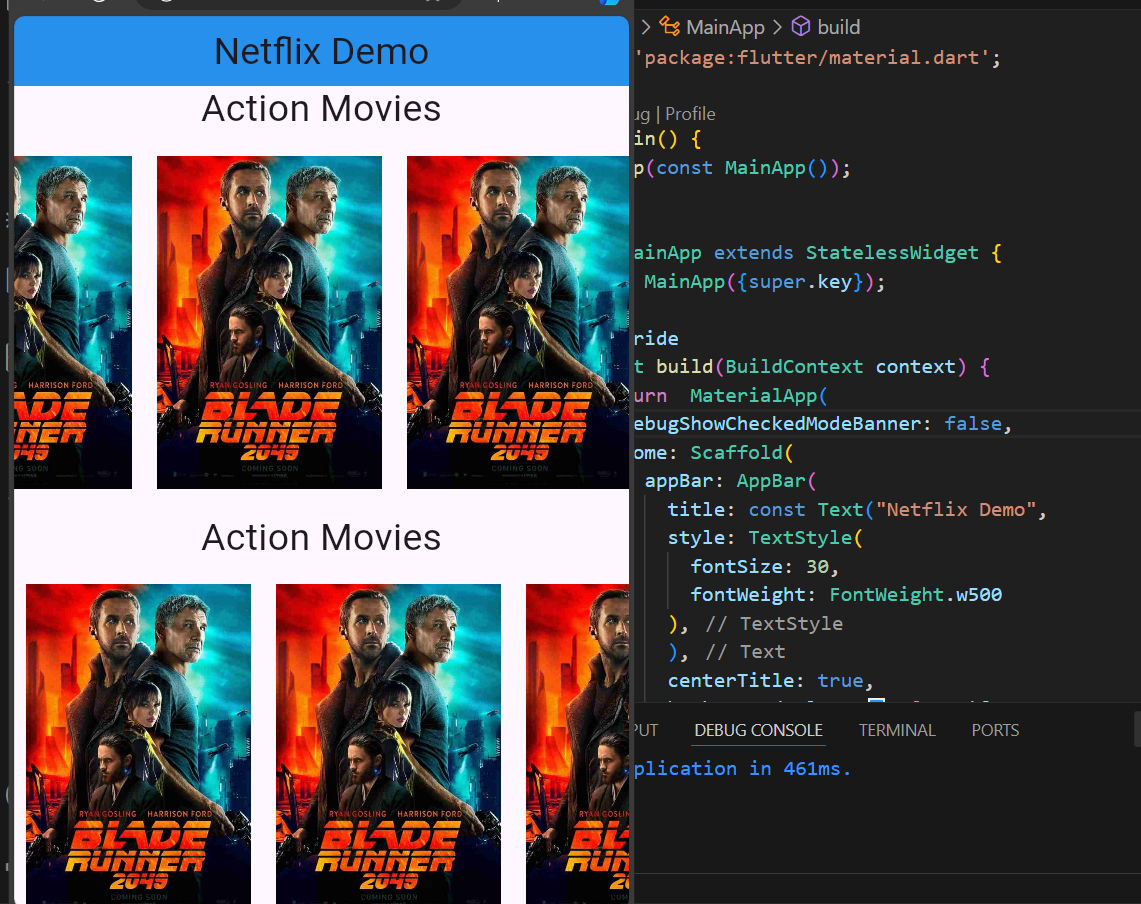 Netflix Demo
Action Movies
HARRISON FORD
BLADE
RUNNER
2049
COMING SOON
RYAN GOSLING HARRISON FORD
BLADE
RUNNER
2049
COMING SOON
RYAN GOSLING HARRISON FORD
BLADE
RUNNER
2049
COMING SOON
Action Movies
RYAN GOSLING HARRISON FORD
BLADE
RUNNER
2049
COMING SOON
RYAN GOSLING HARRISON FORD
BLADE
RUNNER
2049
COMING SOON
RYAN GOSLING
MainApp > build
'package:flutter/material.dart';
ug | Profile
in() {
p(const MainApp());
ainApp extends StatelessWidget {
MainApp({super.key});
ride
t build(BuildContext context) {
urn  MaterialApp(
ebugShowCheckedModeBanner: false,
ome: Scaffold(
appBar: AppBar(
title: const Text("Netflix Demo",
style: TextStyle(
fontSize: 30,
fontWeight: FontWeight.w500
), // TextStyle
), // Text
centerTitle: true,
PUT DEBUG CONSOLE TERMINAL PORTS
plication in 461ms.